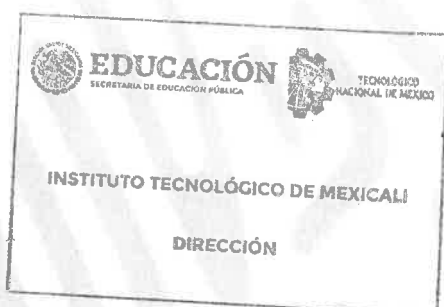 EDUCACIÓN
SECRETARÍA DE EDUCACIÓN PÚBLICA
TECNOLÓGICO
NACIONAL DE MÉXICO
INSTITUTO TECNOLÓGICO DE MEXICALI
DIRECCIÓN